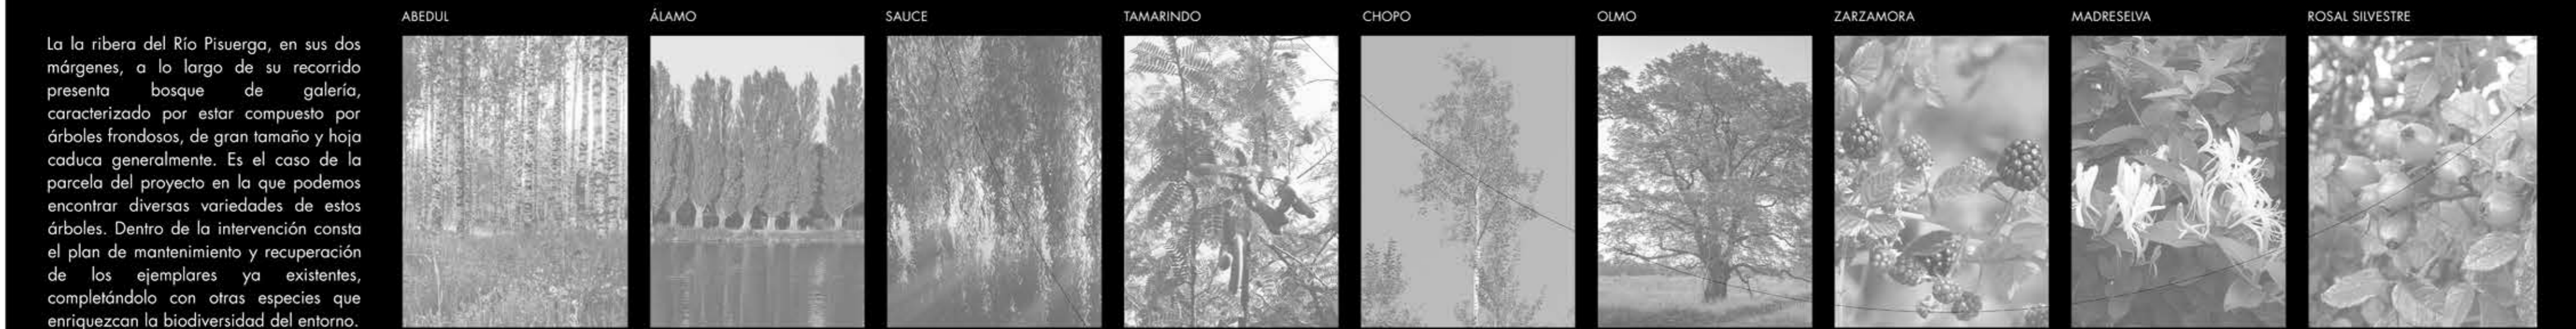 La la ribera del Río Pisuerga, en sus dos
márgenes, a lo largo de su recorrido
presenta bosque de galería,
caracterizado por estar compuesto por
árboles frondosos, de gran tamaño y hoja
caduca generalmente. Es el caso de la
parcela del proyecto en la que podemos
encontrar diversas variedades de estos
árboles. Dentro de la intervención consta
el plan de mantenimiento y recuperación
de los ejemplares ya existentes,
completándolo con otras especies que
enriquezcan la biodiversidad del entorno.
ABEDUL
ÁLAMO
SAUCE
TAMARINDO
CHOPO
OLMO
ZARZAMORA
MADRESELVA
ROSAL SILVESTRE